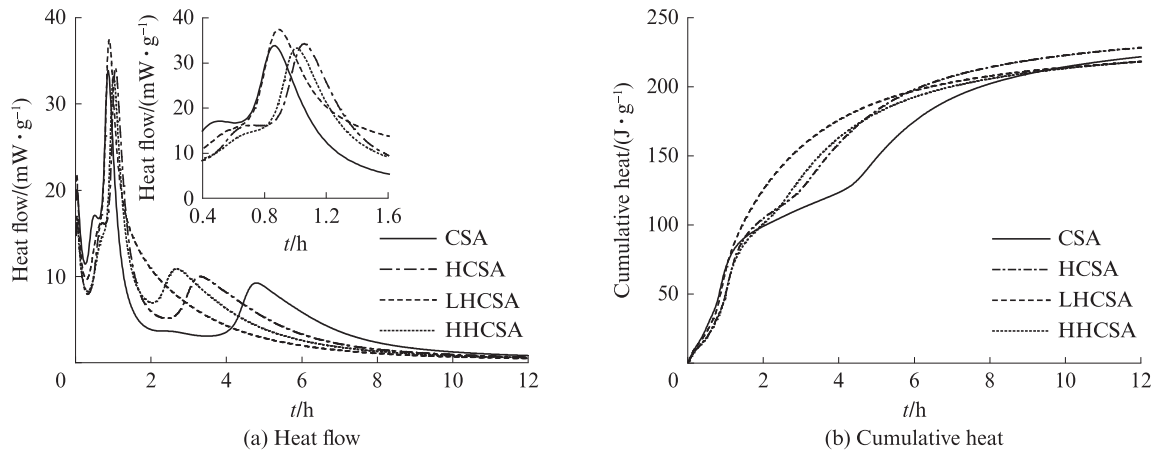 40
30
20
10
0
2
4
6
8
10
12
Heat flow/(mW·g⁻¹)
t/h
40
30
20
10
0
0.4
0.8
1.2
1.6
Heat flow/(mW·g⁻¹)
t/h
CSA
HCSA
LHCSA
HHCSA
(a) Heat flow
250
200
150
100
50
0
2
4
6
8
10
12
Cumulative heat/(J·g⁻¹)
t/h
CSA
HCSA
LHCSA
HHCSA
(b) Cumulative heat